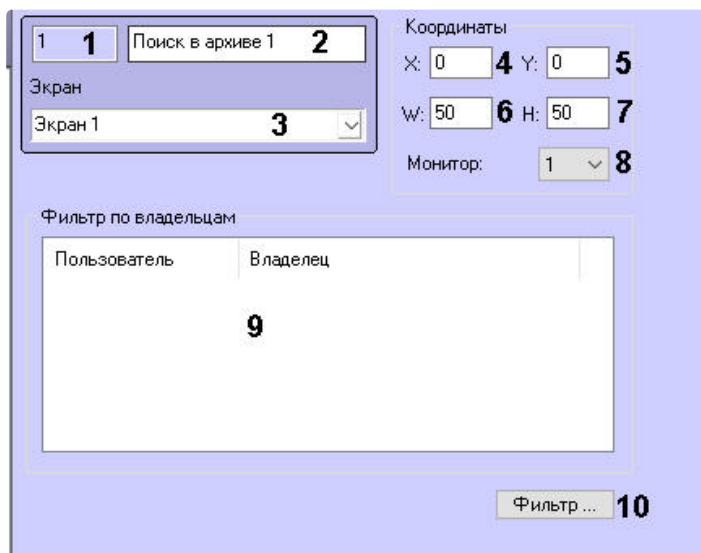 1 1 Поиск в архиве 1 2
Экран
Экран 1 3
Координаты
X: 0 4 Y: 0 5
W: 50 6 H: 50 7
Монитор: 1 8
Фильтр по владельцам
Пользователь Владелец
9
Фильтр ... 10